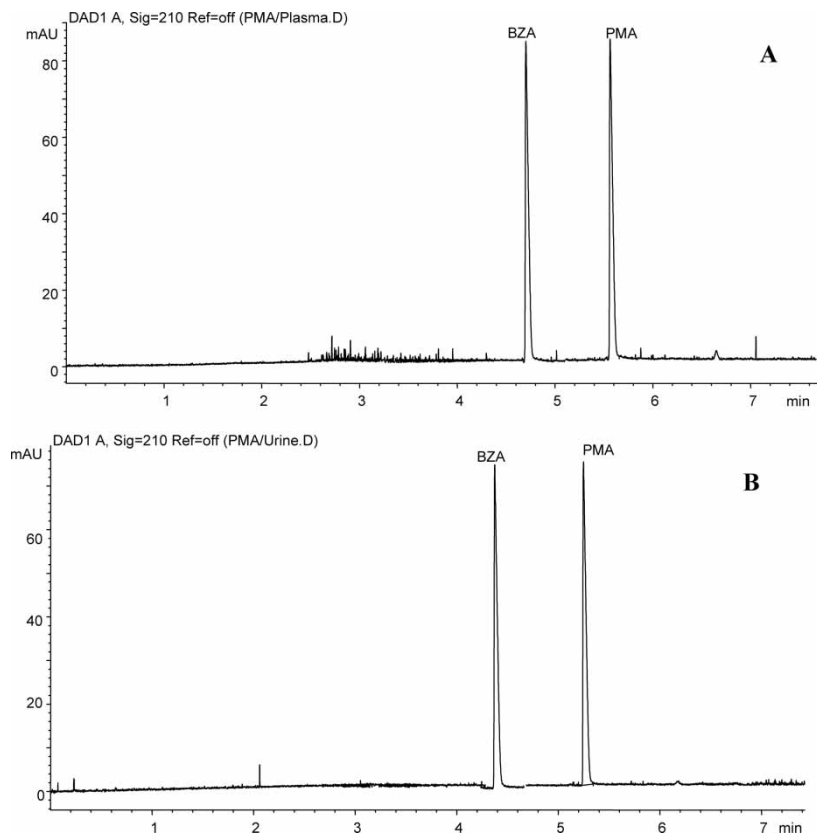 DAD1 A, Sig=210 Ref=off (PMA/Plasma.D)
mAU
BZA
PMA
A
80
60
40
20
0
1 2 3 4 5 6 7 min
DAD1 A, Sig=210 Ref=off (PMA/Urine.D)
mAU
BZA
PMA
B
60
40
20
0
1 2 3 4 5 6 7 min